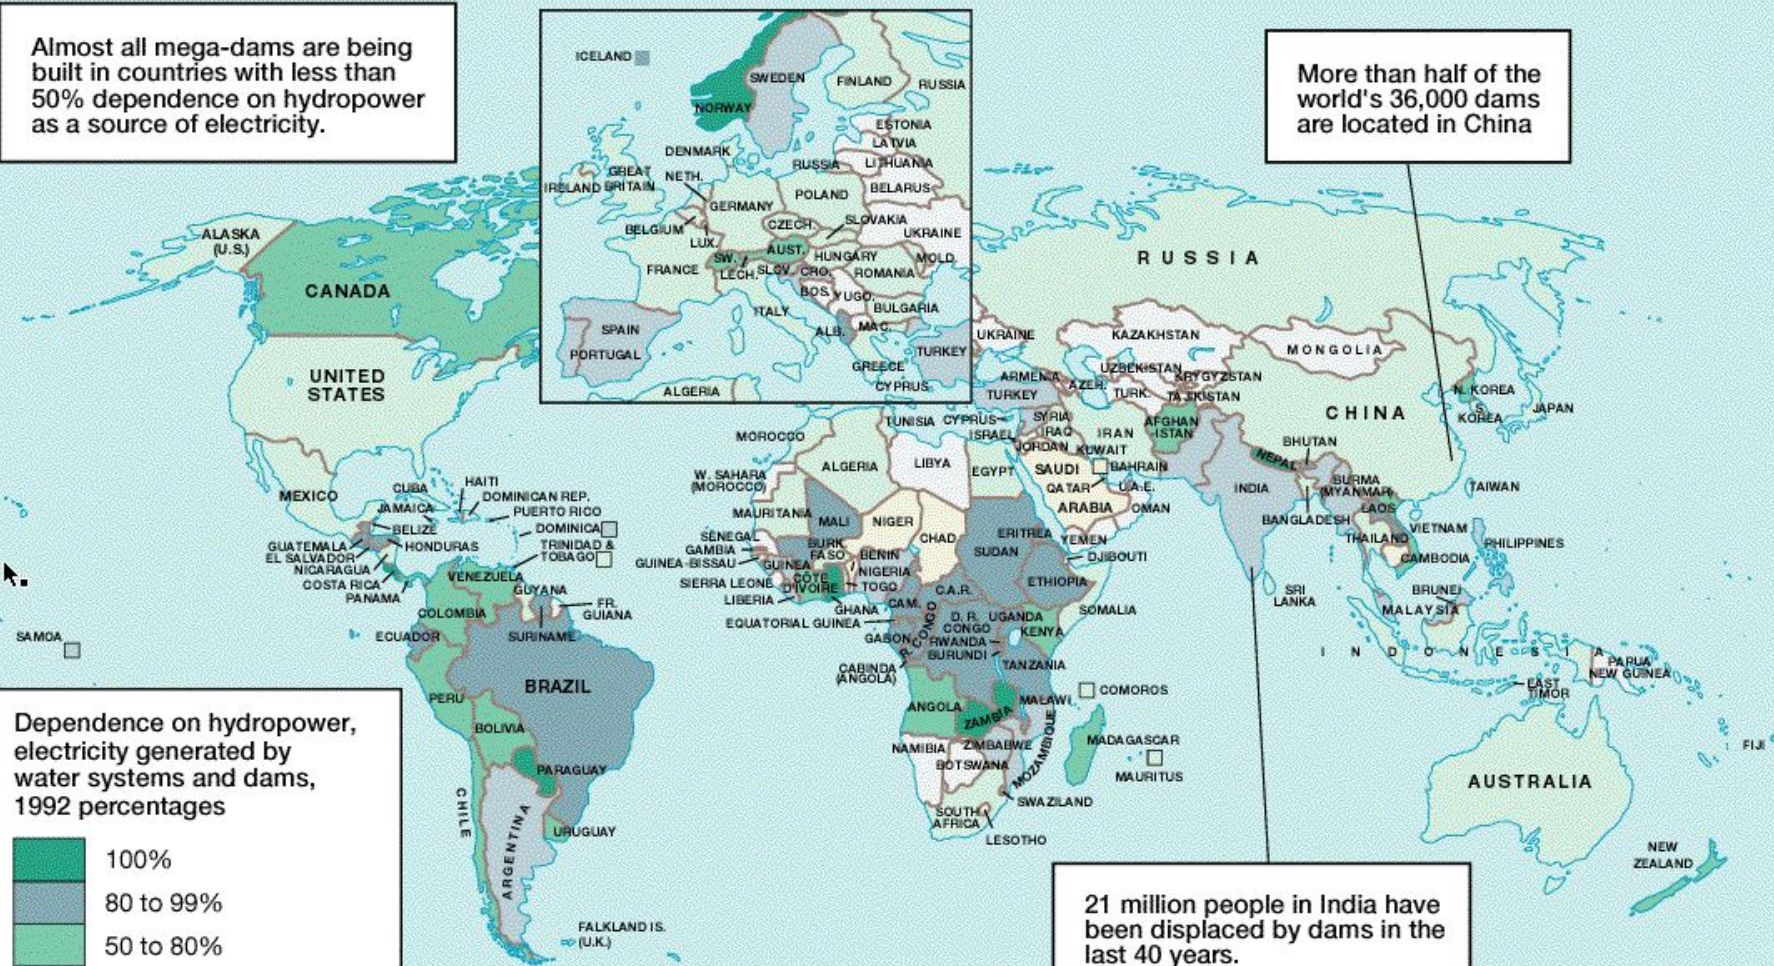 Almost all mega-dams are being
built in countries with less than
50% dependence on hydropower
as a source of electricity.
More than half of the
world's 36,000 dams
are located in China
ICELAND
SWEDEN
FINLAND
RUSSIA
NORWAY
ESTONIA
LATVIA
LITHUANIA
DENMARK
RUSSIA
GREAT
BRITAIN
IRELAND
NETH.
BELARUS
POLAND
GERMANY
BELGIUM
LUX.
CZECH.
SLOVAKIA
UKRAINE
AUST.
SW.
LECH.
HUNGARY
MOLD.
FRANCE
SLOV.
CRO.
ROMANIA
BOS.
YUGO.
BULGARIA
ITALY
ALB.
MAC.
SPAIN
PORTUGAL
GREECE
TURKEY
CYPRUS
ALGERIA
ALASKA
(U.S.)
CANADA
UNITED
STATES
RUSSIA
UKRAINE
KAZAKHSTAN
MONGOLIA
UZBEKISTAN
KRYGYZSTAN
ARMENIA
AZER.
TURK.
TAJIKISTAN
TURKEY
N. KOREA
S.
KOREA
JAPAN
CHINA
TUNISIA
CYPRUS
SYRIA
ISRAEL
IRAQ
IRAN
AFGHAN
-ISTAN
MOROCCO
JORDAN
KUWAIT
BHUTAN
NEPAL
ALGERIA
LIBYA
EGYPT
SAUDI
ARABIA
BAHRAIN
QATAR
U.A.E.
OMAN
W. SAHARA
(MOROCCO)
INDIA
BURMA
(MYANMAR)
TAIWAN
LAOS
BANGLADESH
VIETNAM
THAILAND
CAMBODIA
PHILIPPINES
MEXICO
CUBA
HAITI
DOMINICAN REP.
PUERTO RICO
JAMAICA
BELIZE
DOMINICA
GUATEMALA
HONDURAS
EL SALVADOR
NICARAGUA
TRINIDAD &
TOBAGO
COSTA RICA
PANAMA
VENEZUELA
GUYANA
FR.
GUIANA
COLOMBIA
SURINAME
ECUADOR
MAURITANIA
MALI
NIGER
CHAD
SUDAN
ERITREA
YEMEN
DJIBOUTI
SENEGAL
GAMBIA
GUINEA-BISSAU
GUINEA
BURK.
FASO
BENIN
NIGERIA
TOGO
SIERRA LEONE
LIBERIA
CÔTE
D'IVOIRE
GHANA
EQUATORIAL GUINEA
CAM.
C.A.R.
ETHIOPIA
SOMALIA
GABON
R. CONGO
D. R.
CONGO
UGANDA
KENYA
RWANDA
BURUNDI
TANZANIA
CABINDA
(ANGOLA)
SRI
LANKA
BRUNEI
MALAYSIA
INDONESIA
PAPUA
NEW GUINEA
EAST
TIMOR
SAMOA
BRAZIL
PERU
BOLIVIA
PARAGUAY
CHILE
ARGENTINA
URUGUAY
FALKLAND IS.
(U.K.)
ANGOLA
ZAMBIA
MALAWI
COMOROS
MOZAMBIQUE
NAMIBIA
ZIMBABWE
BOTSWANA
MADAGASCAR
MAURITUS
SWAZILAND
SOUTH
AFRICA
LESOTHO
AUSTRALIA
FIJI
NEW
ZEALAND
Dependence on hydropower,
electricity generated by
water systems and dams,
1992 percentages
100%
80 to 99%
50 to 80%
21 million people in India have
been displaced by dams in the
last 40 years.